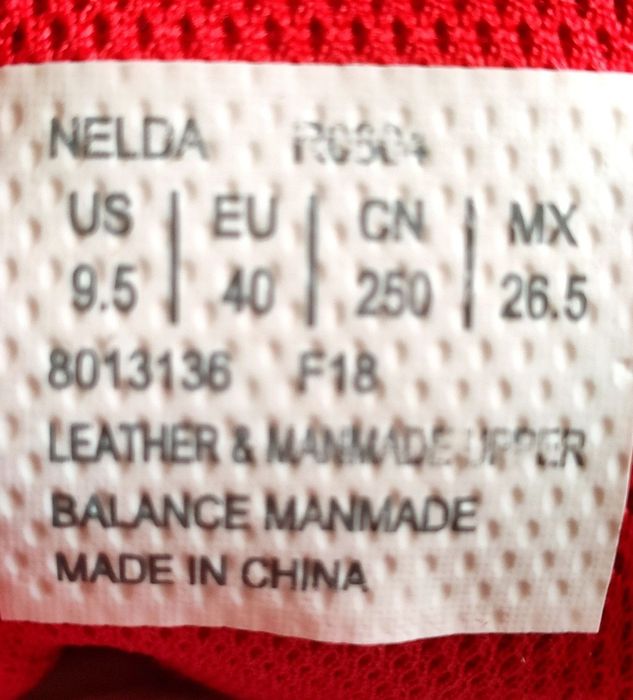 NELDA
US | EU | CN | MX
9.5 | 40 | 250 | 26.5
8013136 F18
LEATHER & MANMADE UPPER
BALANCE MANMADE
MADE IN CHINA